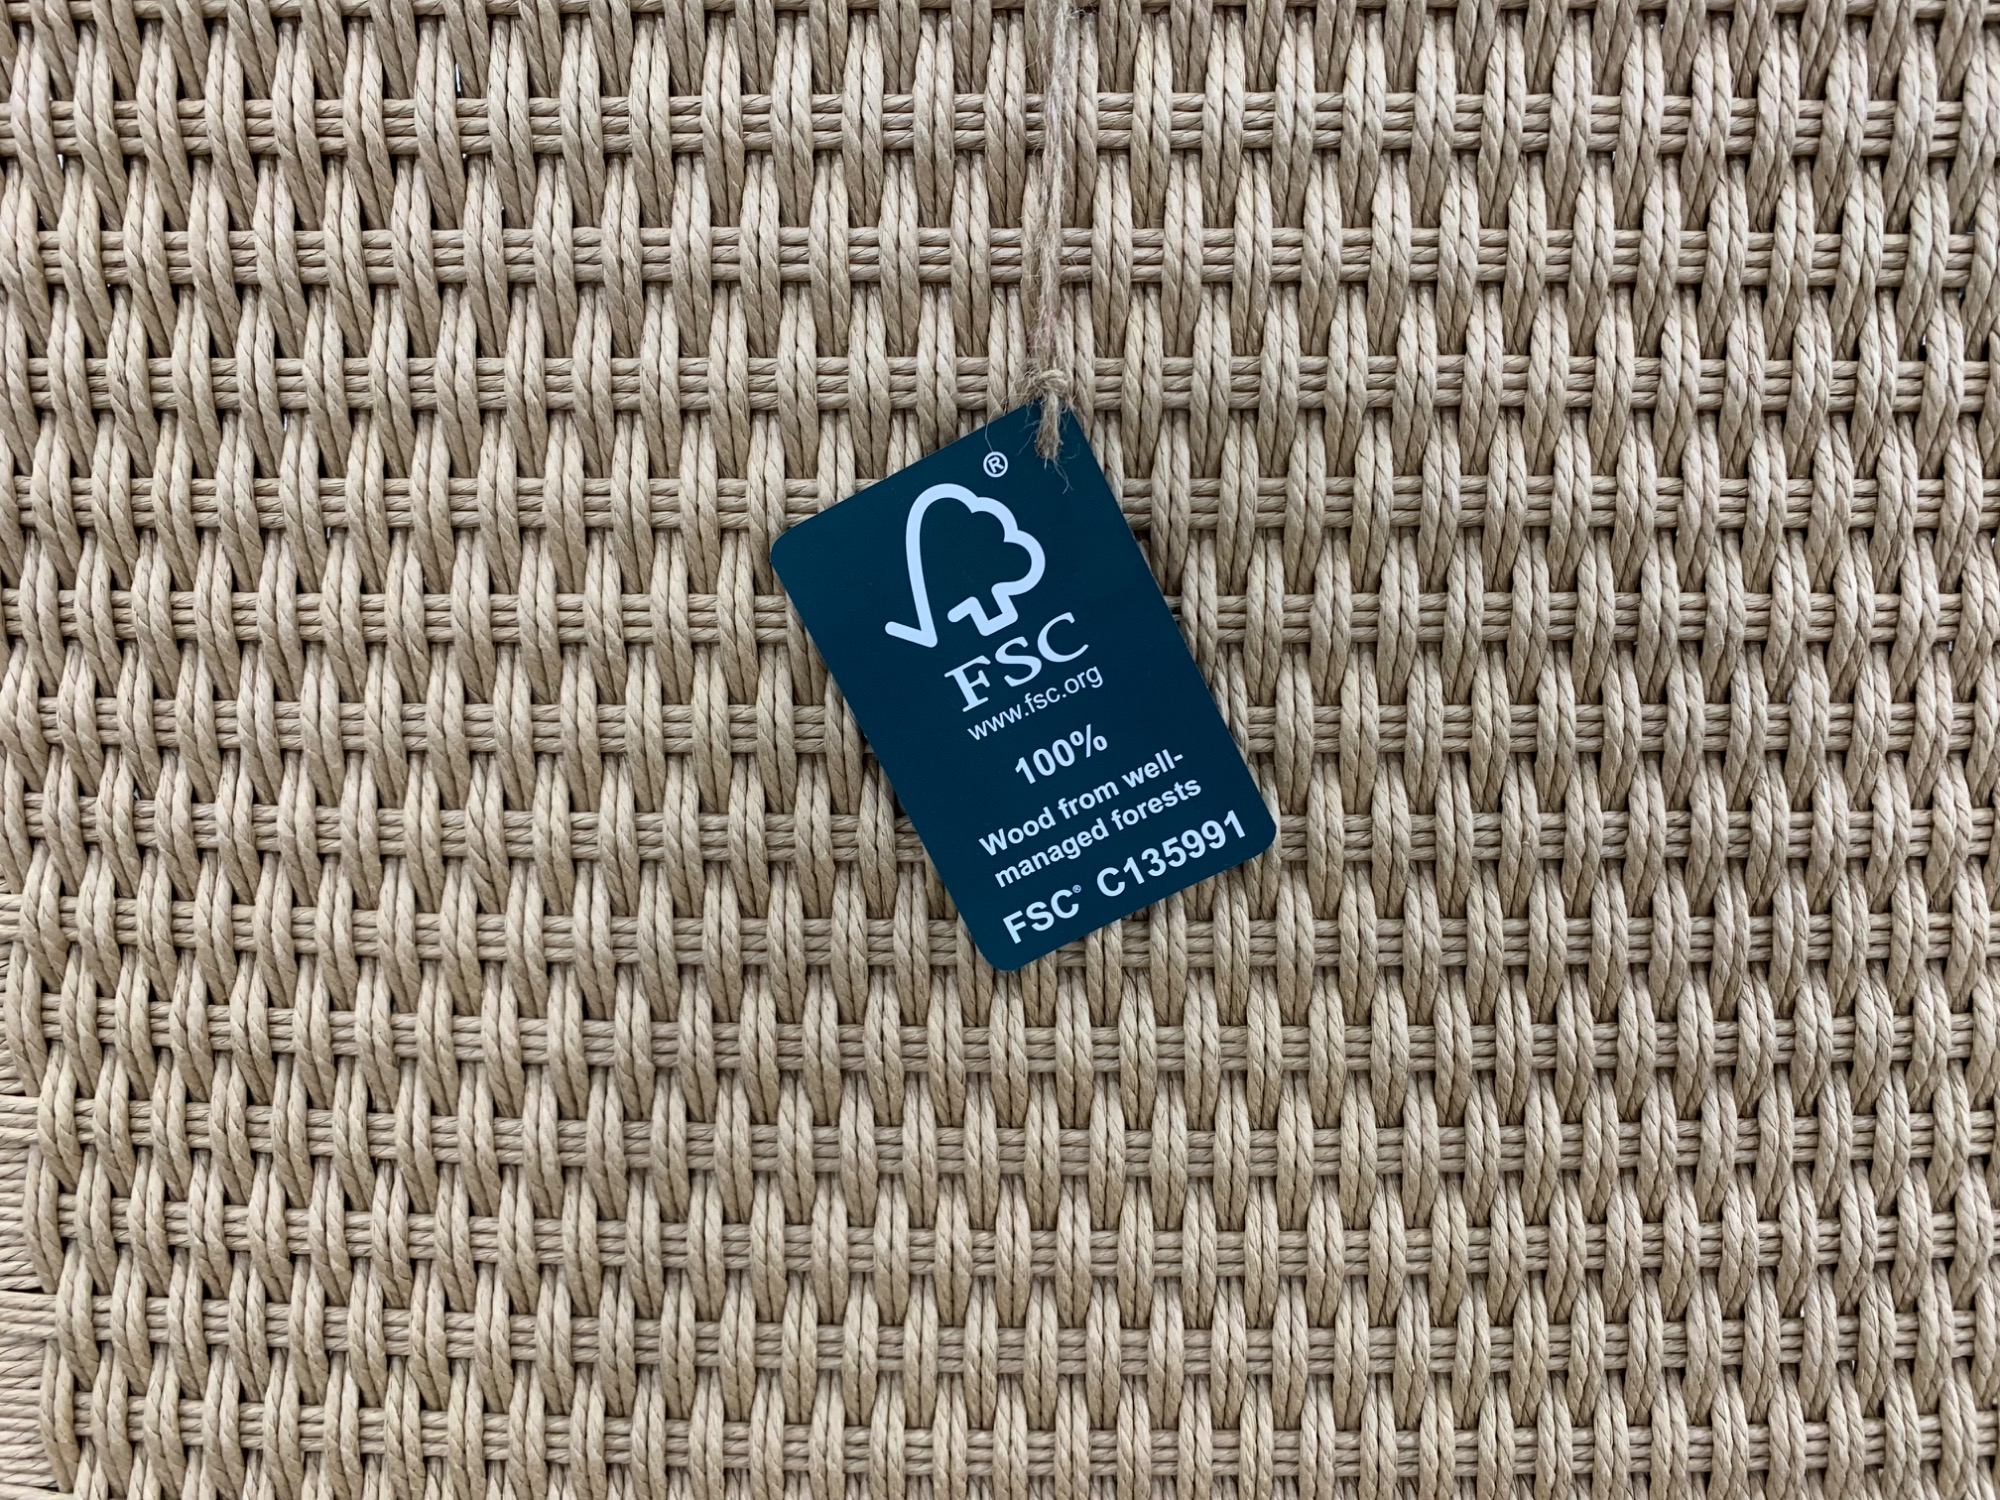 ®
FSC
www.fsc.org
100%
Wood from well-
managed forests
FSC® C135991